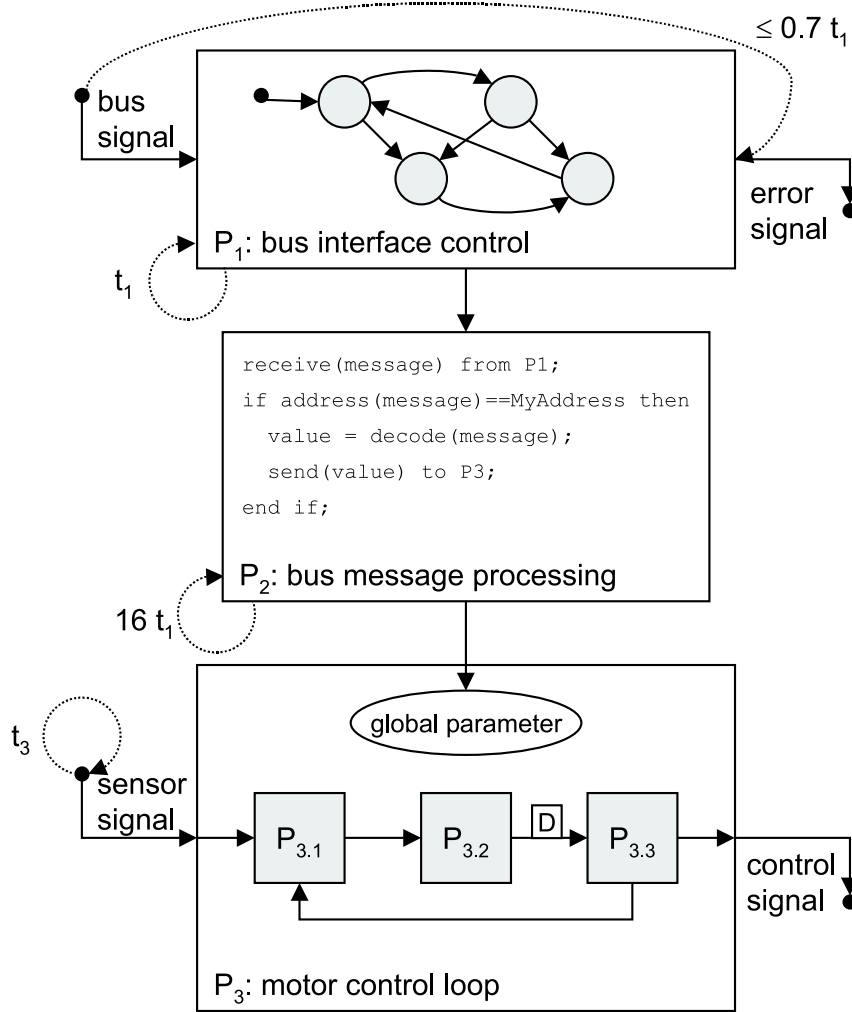 ≤ 0.7 t₁
bus
signal
error
signal
P₁: bus interface control
t₁
receive(message) from P1;
if address(message)==MyAddress then
value = decode(message);
send(value) to P3;
end if;
P₂: bus message processing
16 t₁
global parameter
t₃
sensor
signal
P₃.₁
P₃.₂
D
P₃.₃
control
signal
P₃: motor control loop